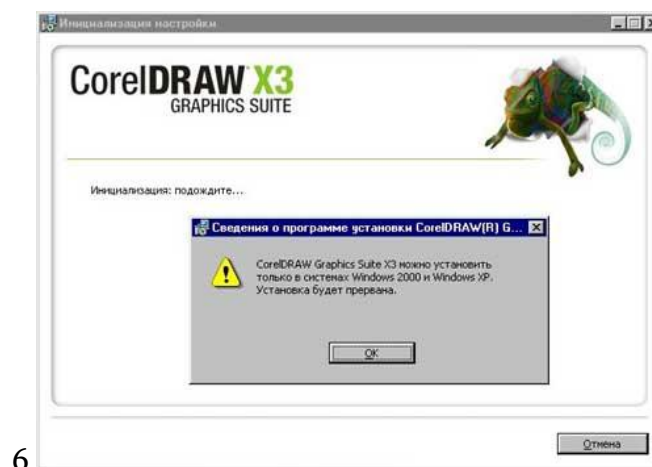 Инициализация настройки
CorelDRAW X3
GRAPHICS SUITE
Инициализация: подождите...
Сведения о программе установки CorelDRAW(R) G...
CorelDRAW Graphics Suite X3 можно установить
только в системах Windows 2000 и Windows XP.
Установка будет прервана.
OK
Отмена
6